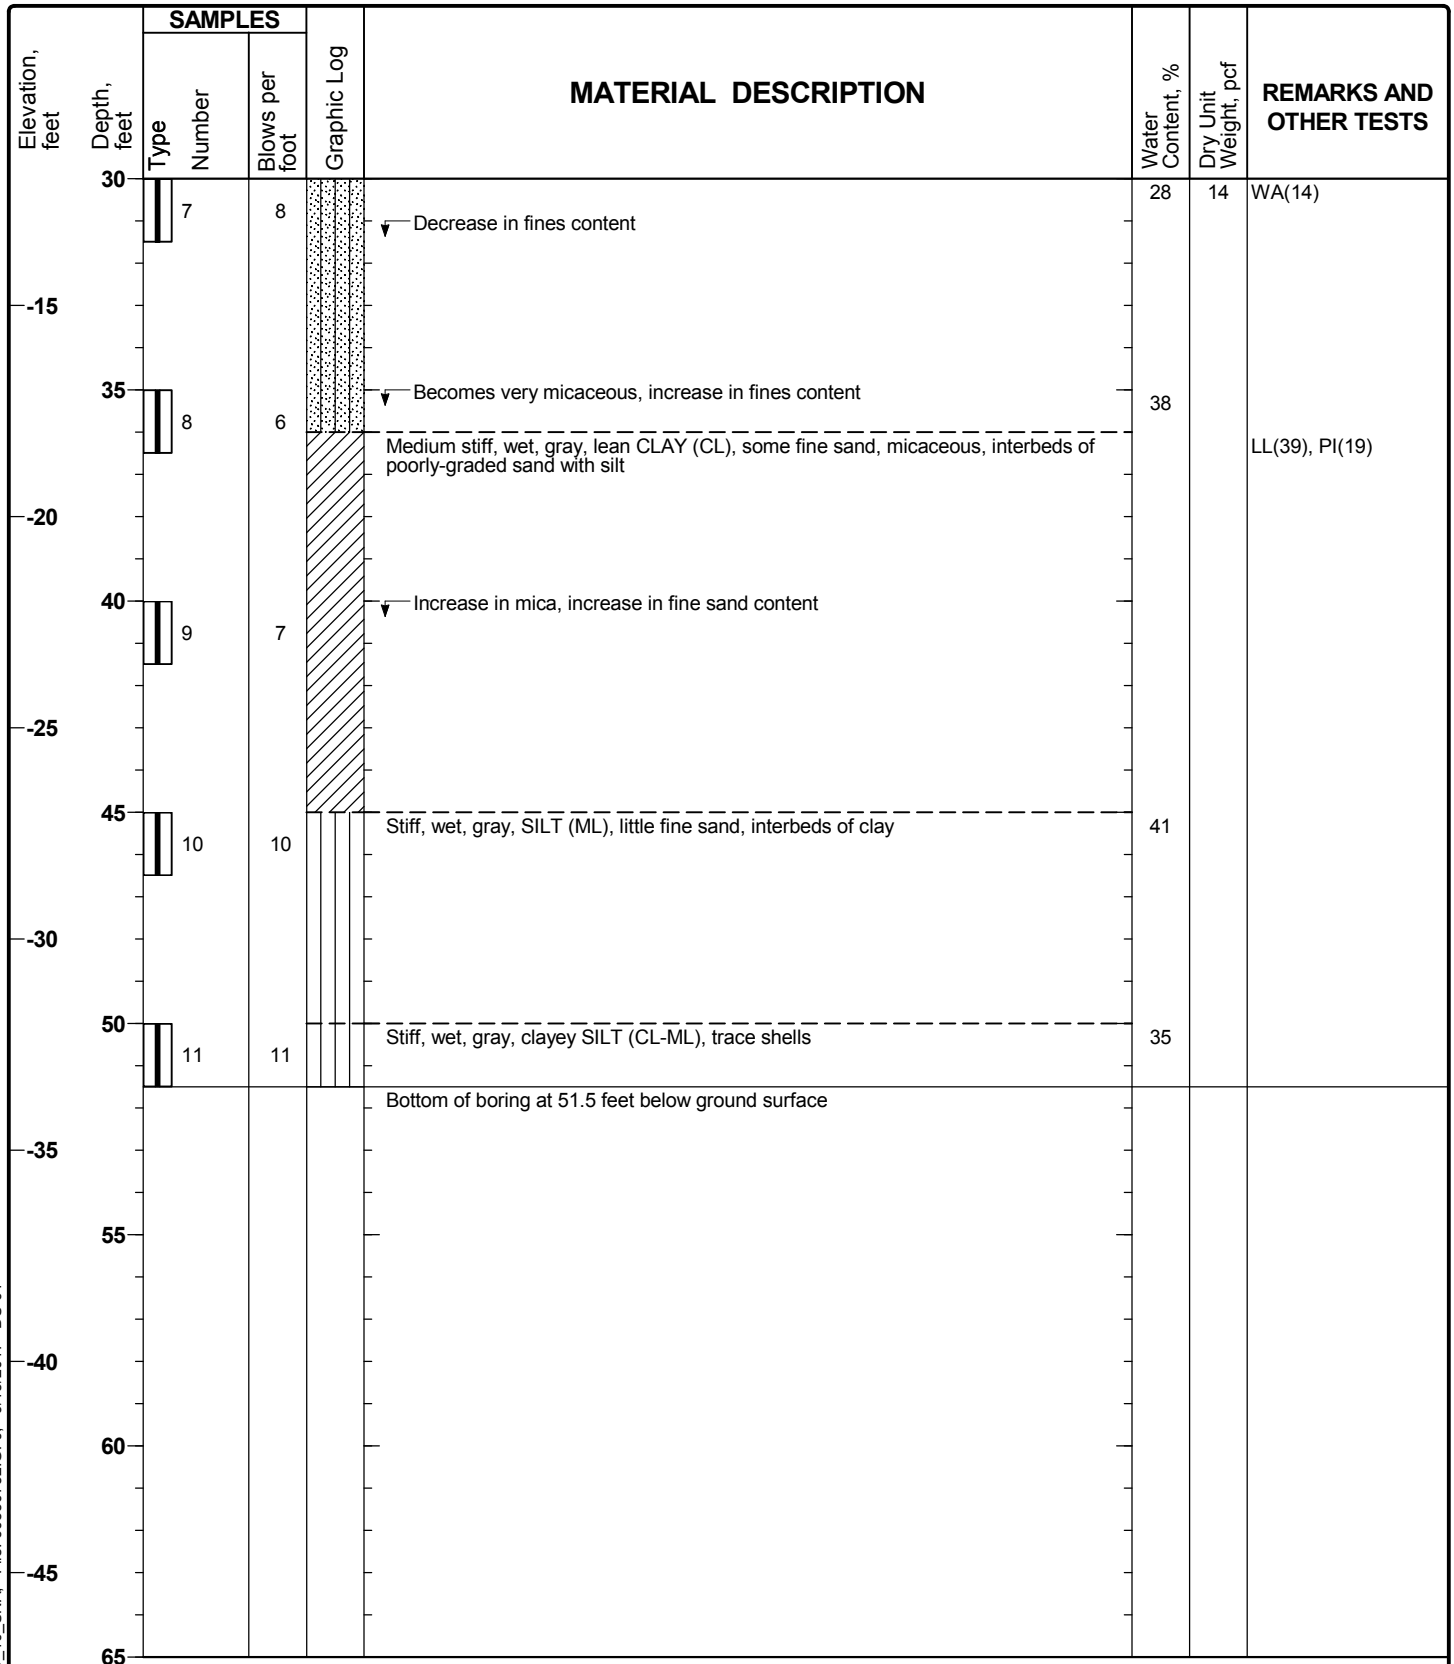 SAMPLES
Elevation,
feet
Depth,
feet
Type
Number
Blows per
foot
Graphic Log
MATERIAL DESCRIPTION
Water
Content, %
Dry Unit
Weight, pcf
REMARKS AND
OTHER TESTS
30
7
8
28
14
WA(14)
Decrease in fines content
-15
35
Becomes very micaceous, increase in fines content
38
8
6
Medium stiff, wet, gray, lean CLAY (CL), some fine sand, micaceous, interbeds of
poorly-graded sand with silt
LL(39), PI(19)
-20
40
Increase in mica, increase in fine sand content
9
7
-25
45
Stiff, wet, gray, SILT (ML), little fine sand, interbeds of clay
41
10
10
-30
50
Stiff, wet, gray, clayey SILT (CL-ML), trace shells
35
11
11
Bottom of boring at 51.5 feet below ground surface
-35
55
-40
60
-45
65